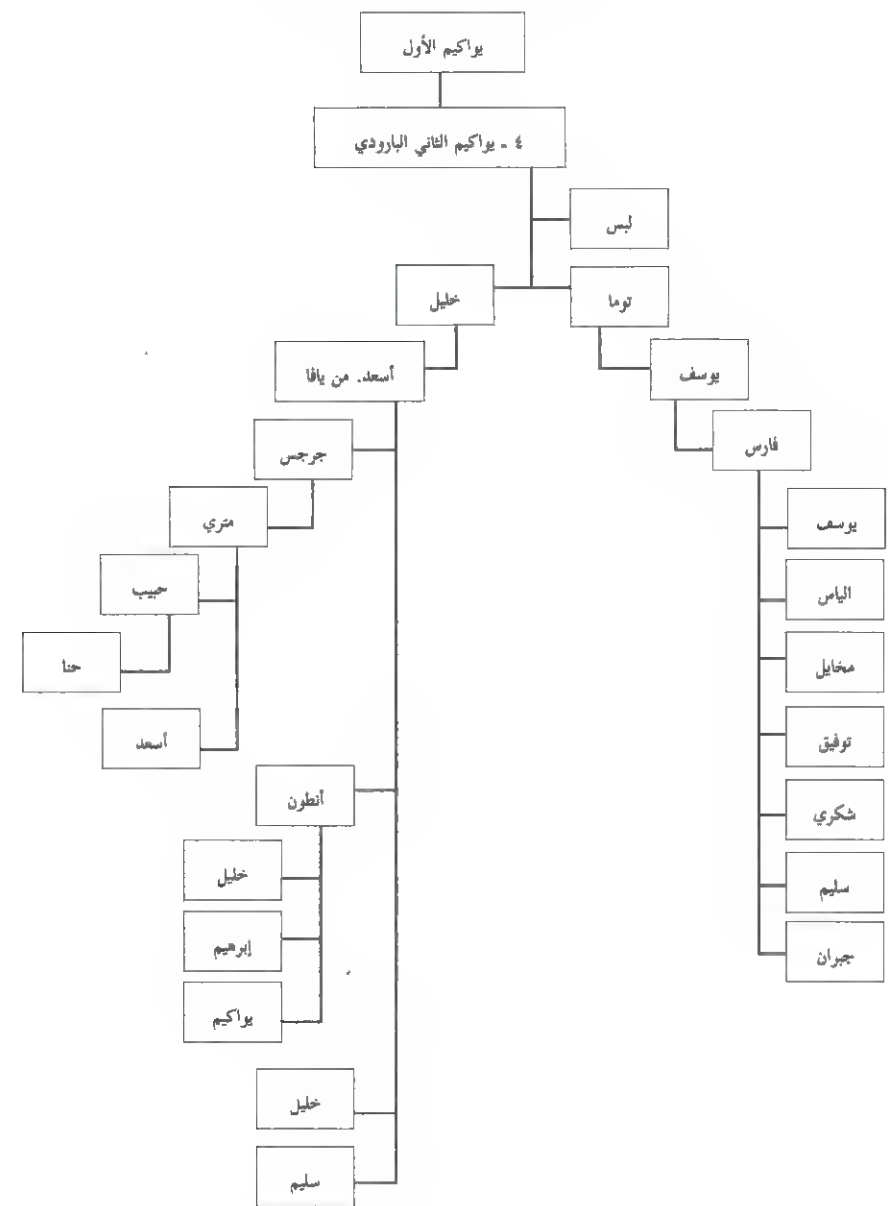 يواكيم الأول
٤ - يواكيم الثاني البارودي
لبس
خليل
توما
أسعد. من يافا
يوسف
جرجس
فارس
متري
يوسف
حبيب
الياس
حنا
مخايل
أسعد
توفيق
أنطون
شكري
خليل
سليم
إبرهيم
جبران
يواكيم
خليل
سليم